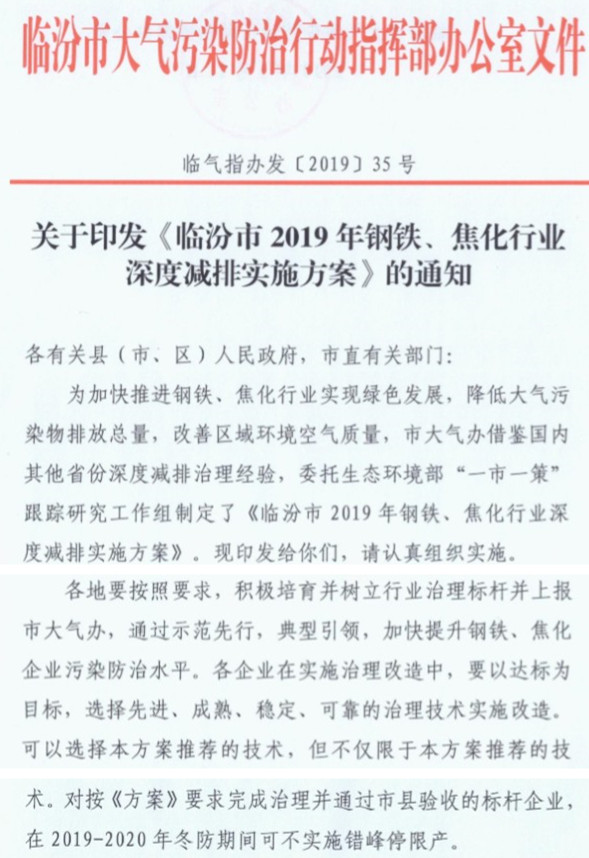 临汾市大气污染防治行动指挥部办公室文件
临气指办发〔2019〕35号
关于印发《临汾市2019年钢铁、焦化行业
深度减排实施方案》的通知
各有关县（市、区）人民政府，市直有关部门：
为加快推进钢铁、焦化行业实现绿色发展，降低大气污
染物排放总量，改善区域环境空气质量，市大气办借鉴国内
其他省份深度减排治理经验，委托生态环境部“一市一策”
跟踪研究工作组制定了《临汾市2019年钢铁、焦化行业深
度减排实施方案》。现印发给你们，请认真组织实施。
各地要按照要求，积极培育并树立行业治理标杆并上报
市大气办，通过示范先行，典型引领，加快提升钢铁、焦化
企业污染防治水平。各企业在实施治理改造中，要以达标为
目标，选择先进、成熟、稳定、可靠的治理技术实施改造。
可以选择本方案推荐的技术，但不仅限于本方案推荐的技
术。对按《方案》要求完成治理并通过市县验收的标杆企业，
在2019-2020年冬防期间可不实施错峰停限产。